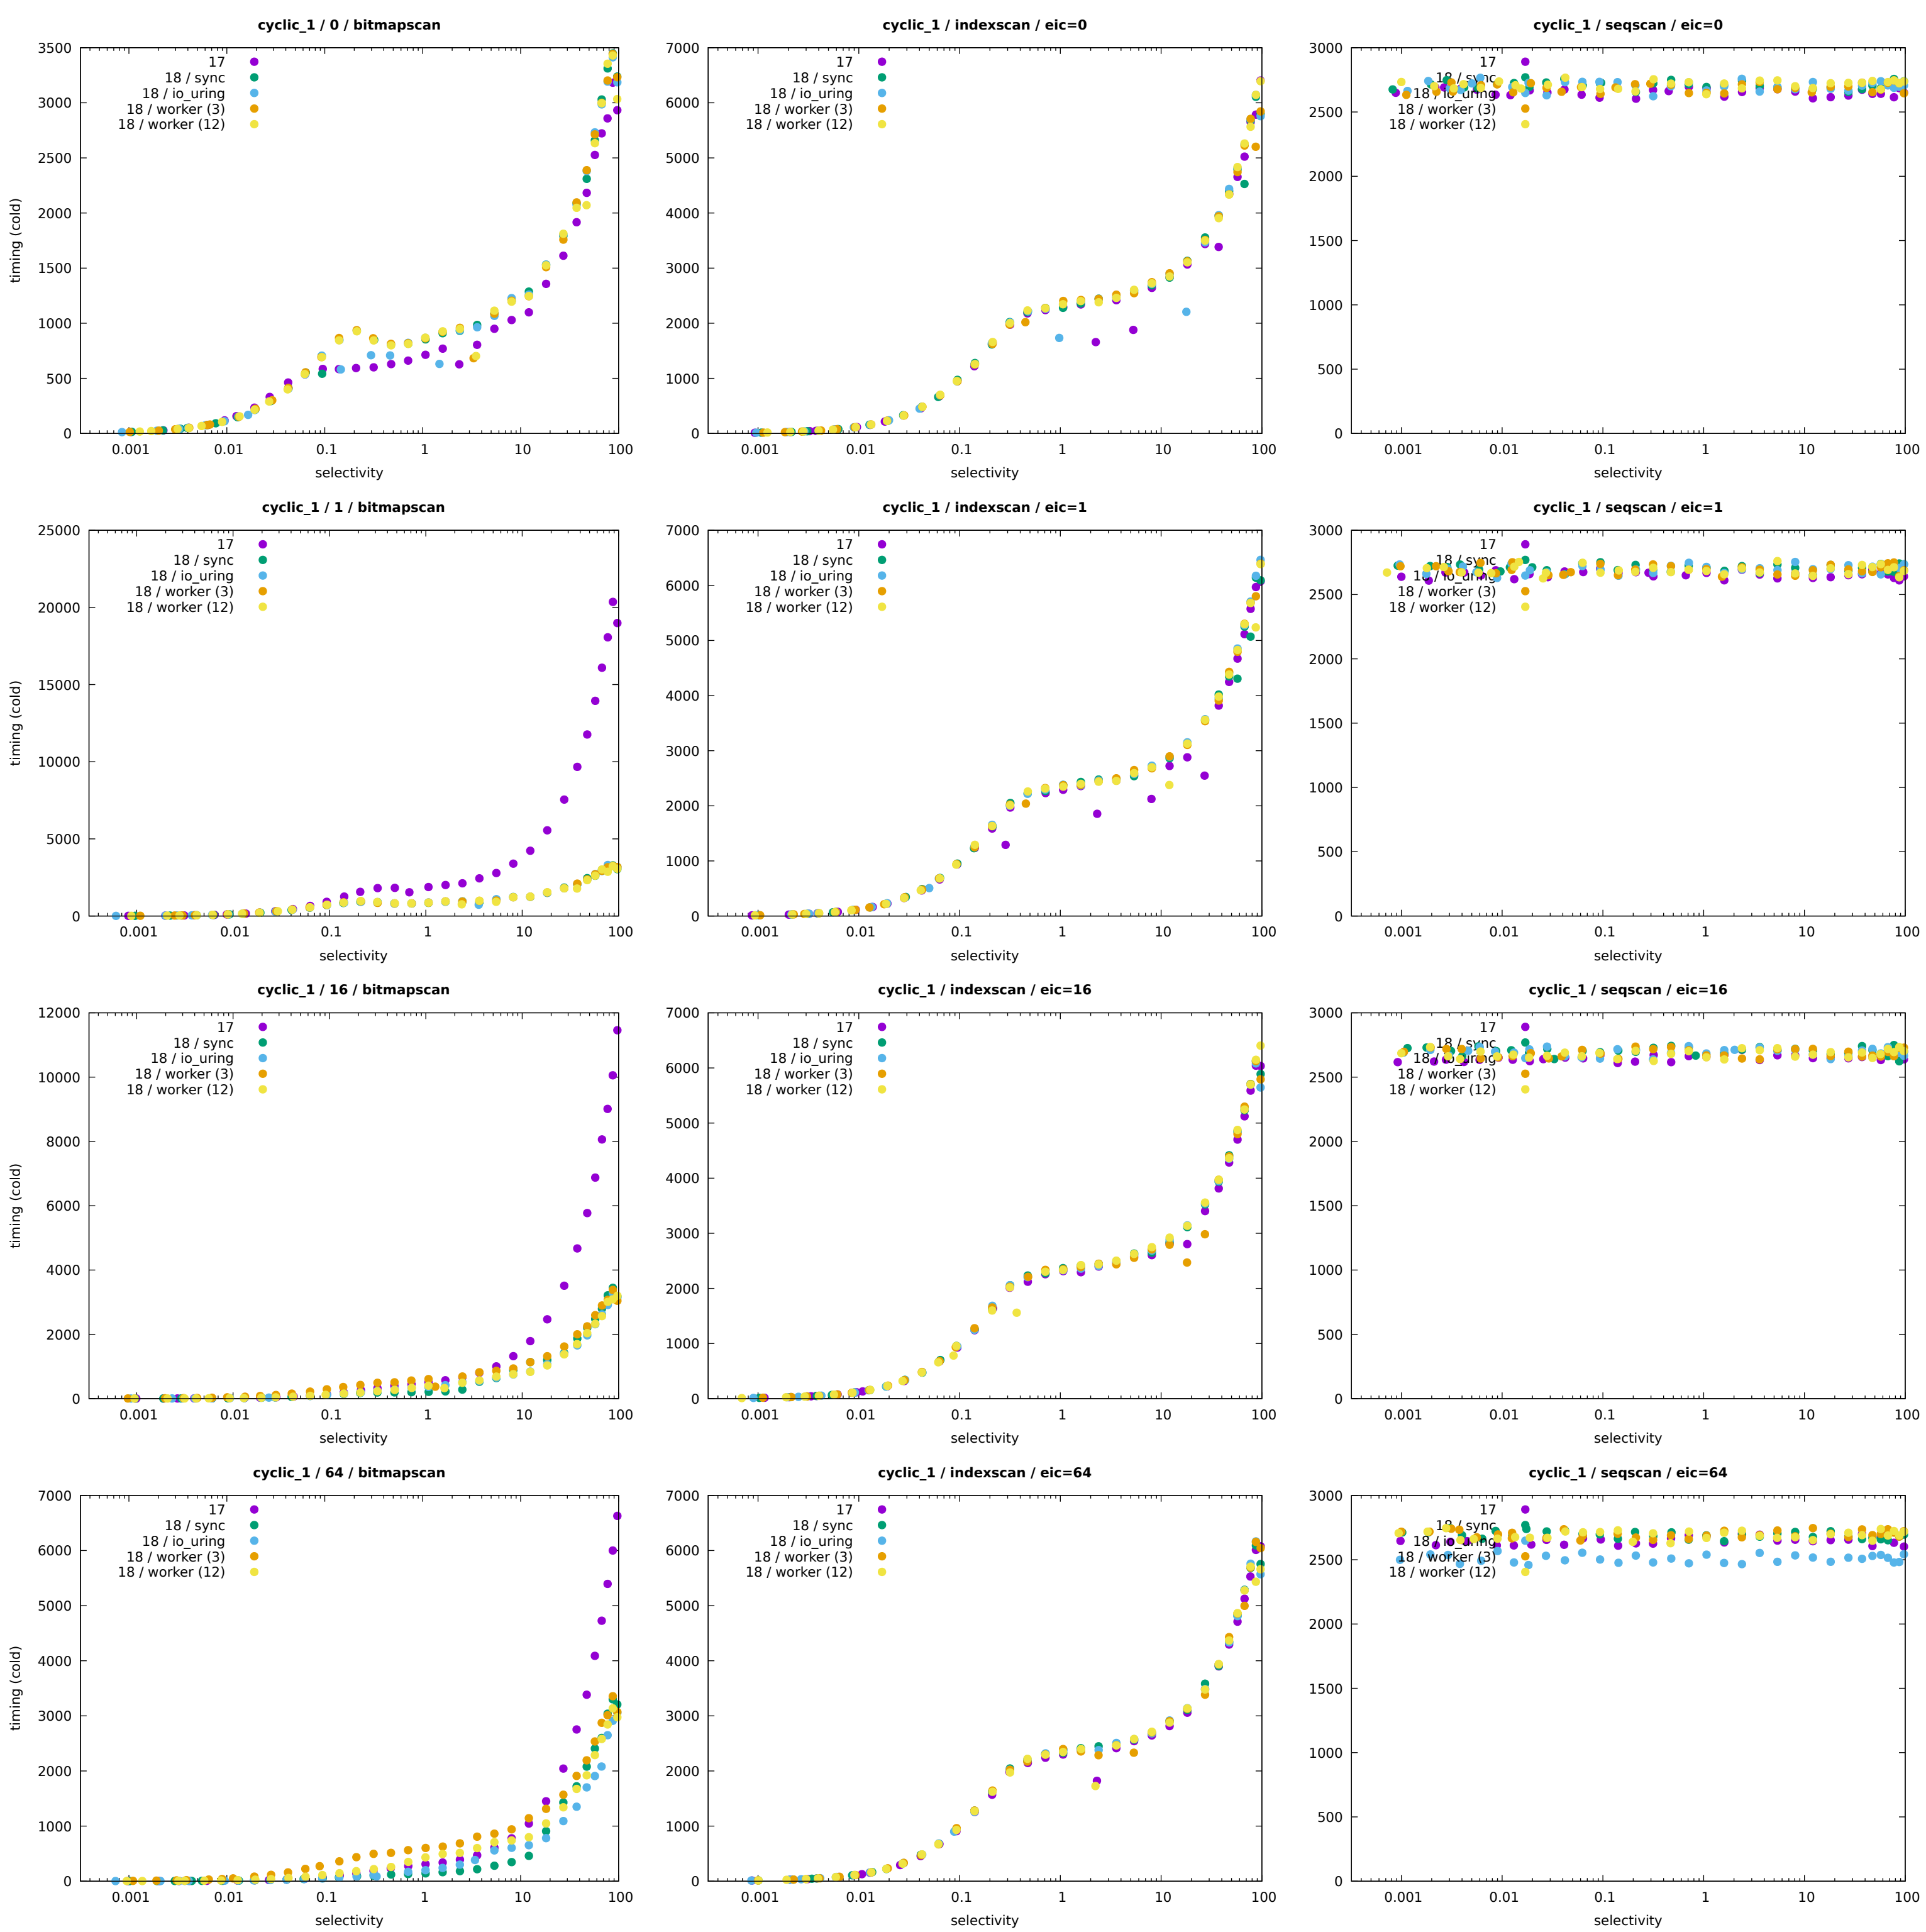 cyclic_1 / 0 / bitmapscan
timing (cold)
3500
3000
2500
2000
1500
1000
500
0
17
18 / sync
18 / io_uring
18 / worker (3)
18 / worker (12)
0.001 0.01 0.1 1 10 100
selectivity
cyclic_1 / indexscan / eic=0
7000
6000
5000
4000
3000
2000
1000
0
17
18 / sync
18 / io_uring
18 / worker (3)
18 / worker (12)
0.001 0.01 0.1 1 10 100
selectivity
cyclic_1 / seqscan / eic=0
3000
2500
2000
1500
1000
500
0
17
18 / sync
18 / io_uring
18 / worker (3)
18 / worker (12)
0.001 0.01 0.1 1 10 100
selectivity
cyclic_1 / 1 / bitmapscan
timing (cold)
25000
20000
15000
10000
5000
0
17
18 / sync
18 / io_uring
18 / worker (3)
18 / worker (12)
0.001 0.01 0.1 1 10 100
selectivity
cyclic_1 / indexscan / eic=1
7000
6000
5000
4000
3000
2000
1000
0
17
18 / sync
18 / io_uring
18 / worker (3)
18 / worker (12)
0.001 0.01 0.1 1 10 100
selectivity
cyclic_1 / seqscan / eic=1
3000
2500
2000
1500
1000
500
0
17
18 / sync
18 / io_uring
18 / worker (3)
18 / worker (12)
0.001 0.01 0.1 1 10 100
selectivity
cyclic_1 / 16 / bitmapscan
timing (cold)
12000
10000
8000
6000
4000
2000
0
17
18 / sync
18 / io_uring
18 / worker (3)
18 / worker (12)
0.001 0.01 0.1 1 10 100
selectivity
cyclic_1 / indexscan / eic=16
7000
6000
5000
4000
3000
2000
1000
0
17
18 / sync
18 / io_uring
18 / worker (3)
18 / worker (12)
0.001 0.01 0.1 1 10 100
selectivity
cyclic_1 / seqscan / eic=16
3000
2500
2000
1500
1000
500
0
17
18 / sync
18 / io_uring
18 / worker (3)
18 / worker (12)
0.001 0.01 0.1 1 10 100
selectivity
cyclic_1 / 64 / bitmapscan
timing (cold)
7000
6000
5000
4000
3000
2000
1000
0
17
18 / sync
18 / io_uring
18 / worker (3)
18 / worker (12)
0.001 0.01 0.1 1 10 100
selectivity
cyclic_1 / indexscan / eic=64
7000
6000
5000
4000
3000
2000
1000
0
17
18 / sync
18 / io_uring
18 / worker (3)
18 / worker (12)
0.001 0.01 0.1 1 10 100
selectivity
cyclic_1 / seqscan / eic=64
3000
2500
2000
1500
1000
500
0
17
18 / sync
18 / io_uring
18 / worker (3)
18 / worker (12)
0.001 0.01 0.1 1 10 100
selectivity